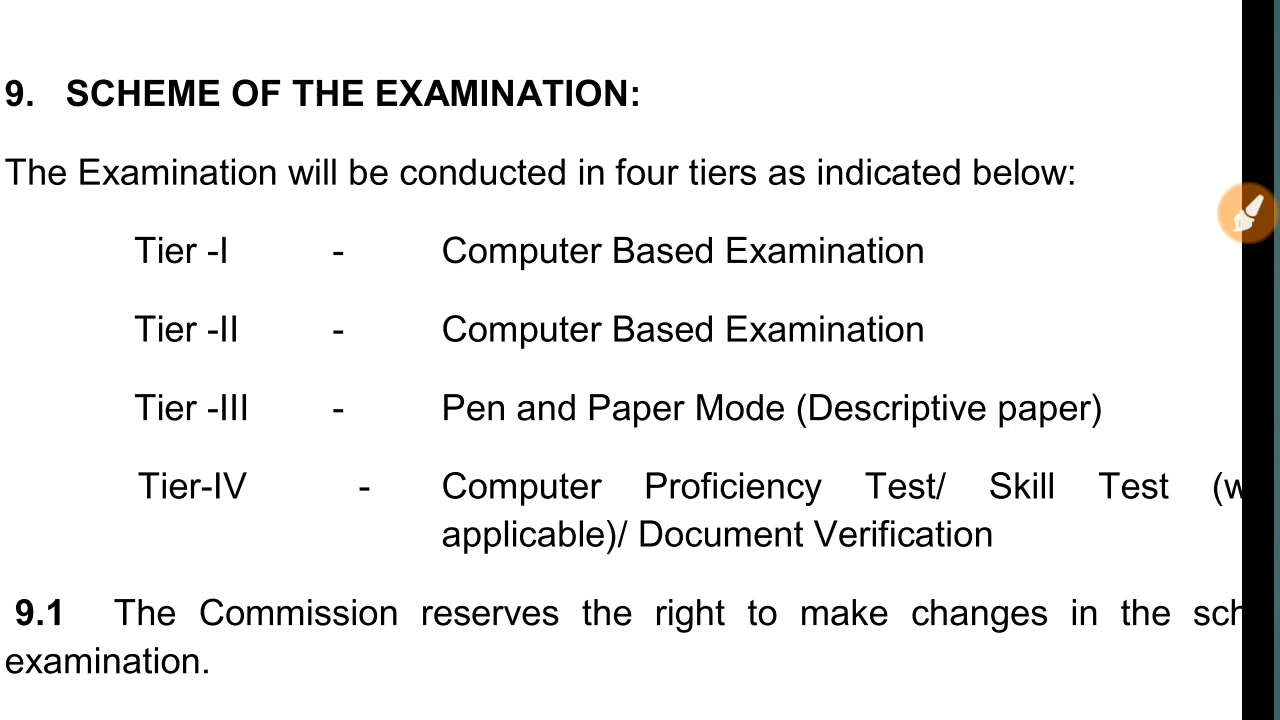 9. SCHEME OF THE EXAMINATION:
The Examination will be conducted in four tiers as indicated below:
Tier -I - Computer Based Examination
Tier -II - Computer Based Examination
Tier -III - Pen and Paper Mode (Descriptive paper)
Tier-IV - Computer Proficiency Test/ Skill Test
applicable)/ Document Verification
9.1 The Commission reserves the right to make changes in the
examination.